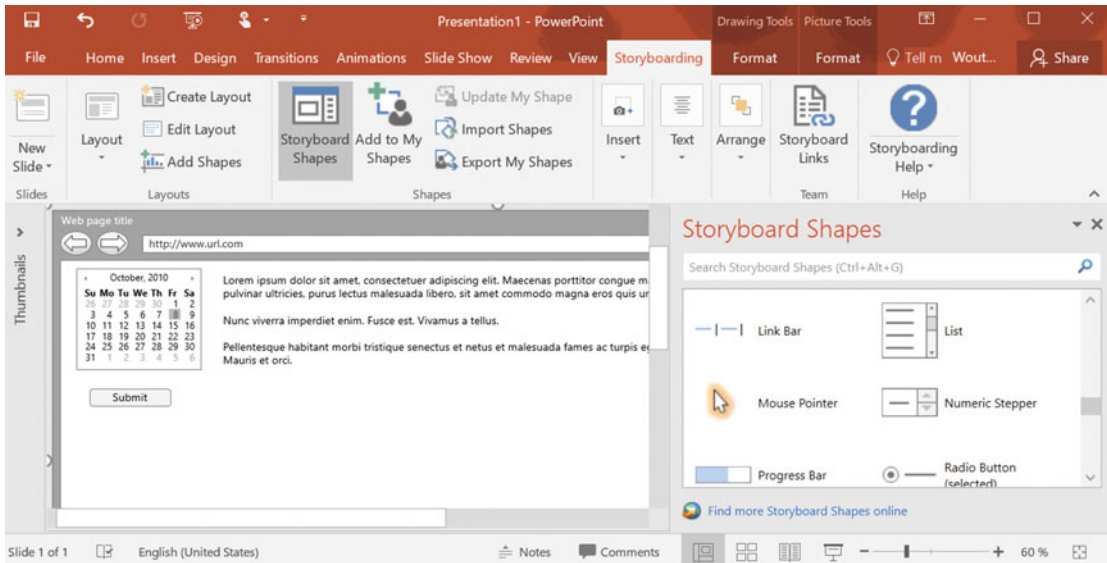 Presentation1 - PowerPoint
Drawing Tools Picture Tools
File Home Insert Design Transitions Animations Slide Show Review View Storyboarding Format Format Tell m Wout... Share
New Slide
Slides
Layout
Create Layout
Edit Layout
Add Shapes
Layouts
Storyboard Shapes
Add to My Shapes
Update My Shape
Import Shapes
Export My Shapes
Shapes
Insert
Text
Arrange
Storyboard Links
Team
Storyboarding Help
Help
Thumbnails
Web page title
http://www.url.com
October, 2010
Su Mo Tu We Th Fr Sa
26 27 28 29 30 1 2
3 4 5 6 7 8 9
10 11 12 13 14 15 16
17 18 19 20 21 22 23
24 25 26 27 28 29 30
31 1 2 3 4 5 6
Submit
Lorem ipsum dolor sit amet, consectetuer adipiscing elit. Maecenas porttitor congue m
pulvinar ultricies, purus lectus malesuada libero, sit amet commodo magna eros quis ur
Nunc viverra imperdiet enim. Fusce est. Vivamus a tellus.
Pellentesque habitant morbi tristique senectus et netus et malesuada fames ac turpis eg
Mauris et orci.
Storyboard Shapes
Search Storyboard Shapes (Ctrl+Alt+G)
Link Bar
List
Mouse Pointer
Numeric Stepper
Progress Bar
Radio Button
(selected)
Find more Storyboard Shapes online
Slide 1 of 1 English (United States) Notes Comments 60 %